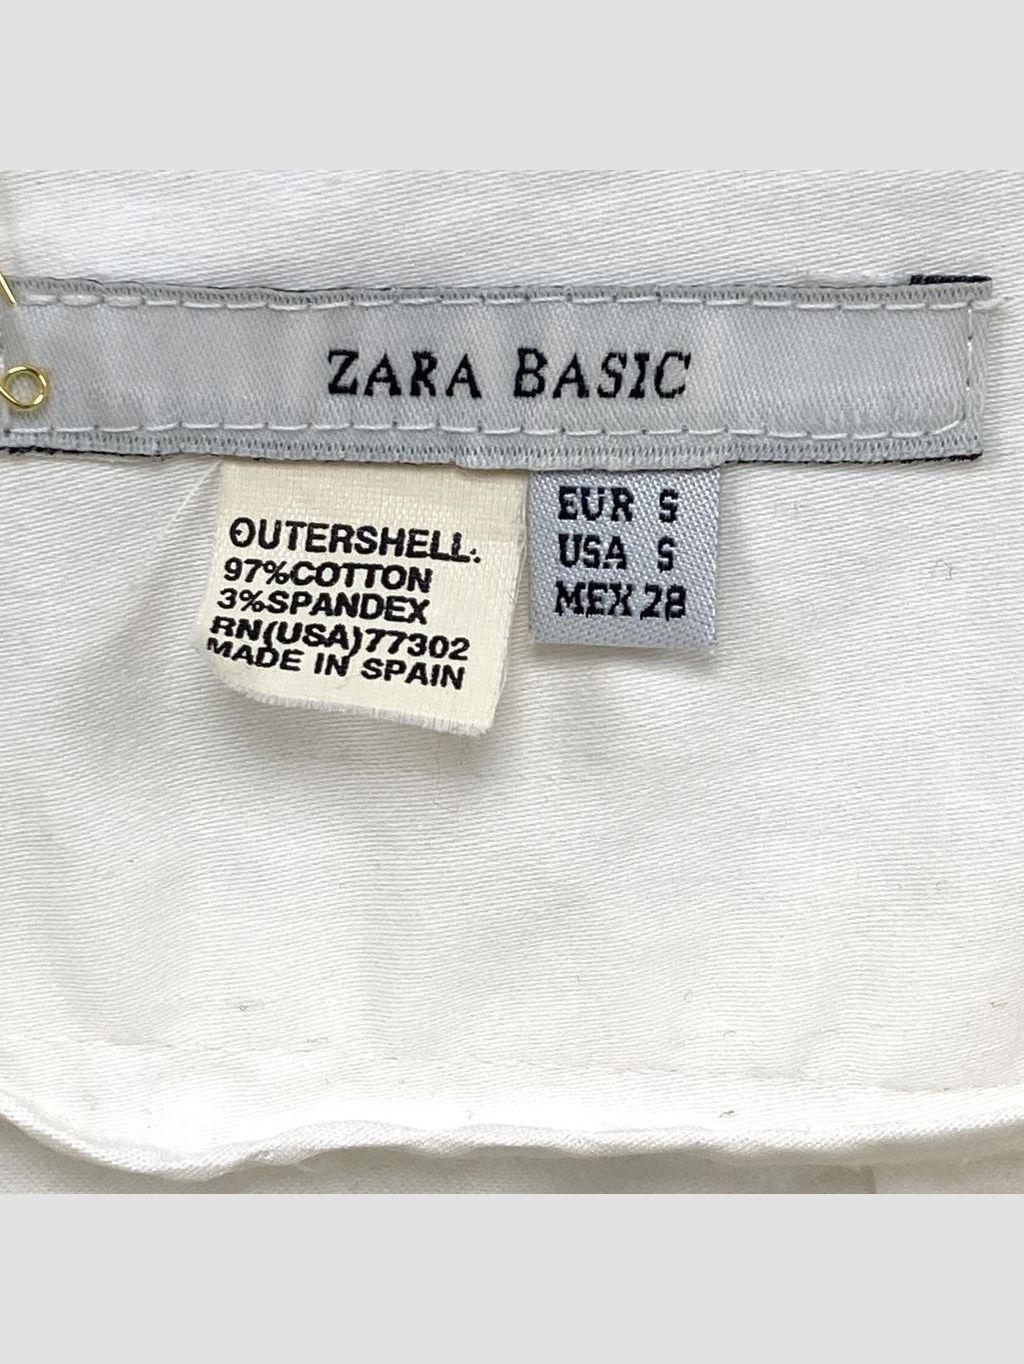 ZARA BASIC
OUTERSHELL:
97%COTTON
3%SPANDEX
RN(USA)77302
MADE IN SPAIN
EUR S
USA S
MEX 28